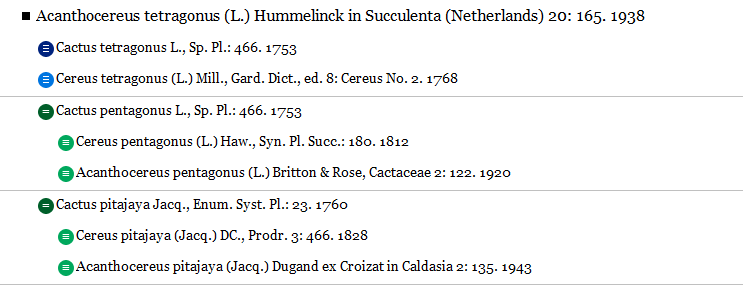 Acanthocereus tetragonus (L.) Hummelinck in Succulenta (Netherlands) 20: 165. 1938
Cactus tetragonus L., Sp. Pl.: 466. 1753
Cereus tetragonus (L.) Mill., Gard. Dict., ed. 8: Cereus No. 2. 1768
Cactus pentagonus L., Sp. Pl.: 466. 1753
Cereus pentagonus (L.) Haw., Syn. Pl. Succ.: 180. 1812
Acanthocereus pentagonus (L.) Britton & Rose, Cactaceae 2: 122. 1920
Cactus pitajaya Jacq., Enum. Syst. Pl.: 23. 1760
Cereus pitajaya (Jacq.) DC., Prodr. 3: 466. 1828
Acanthocereus pitajaya (Jacq.) Dugand ex Croizat in Caldasia 2: 135. 1943